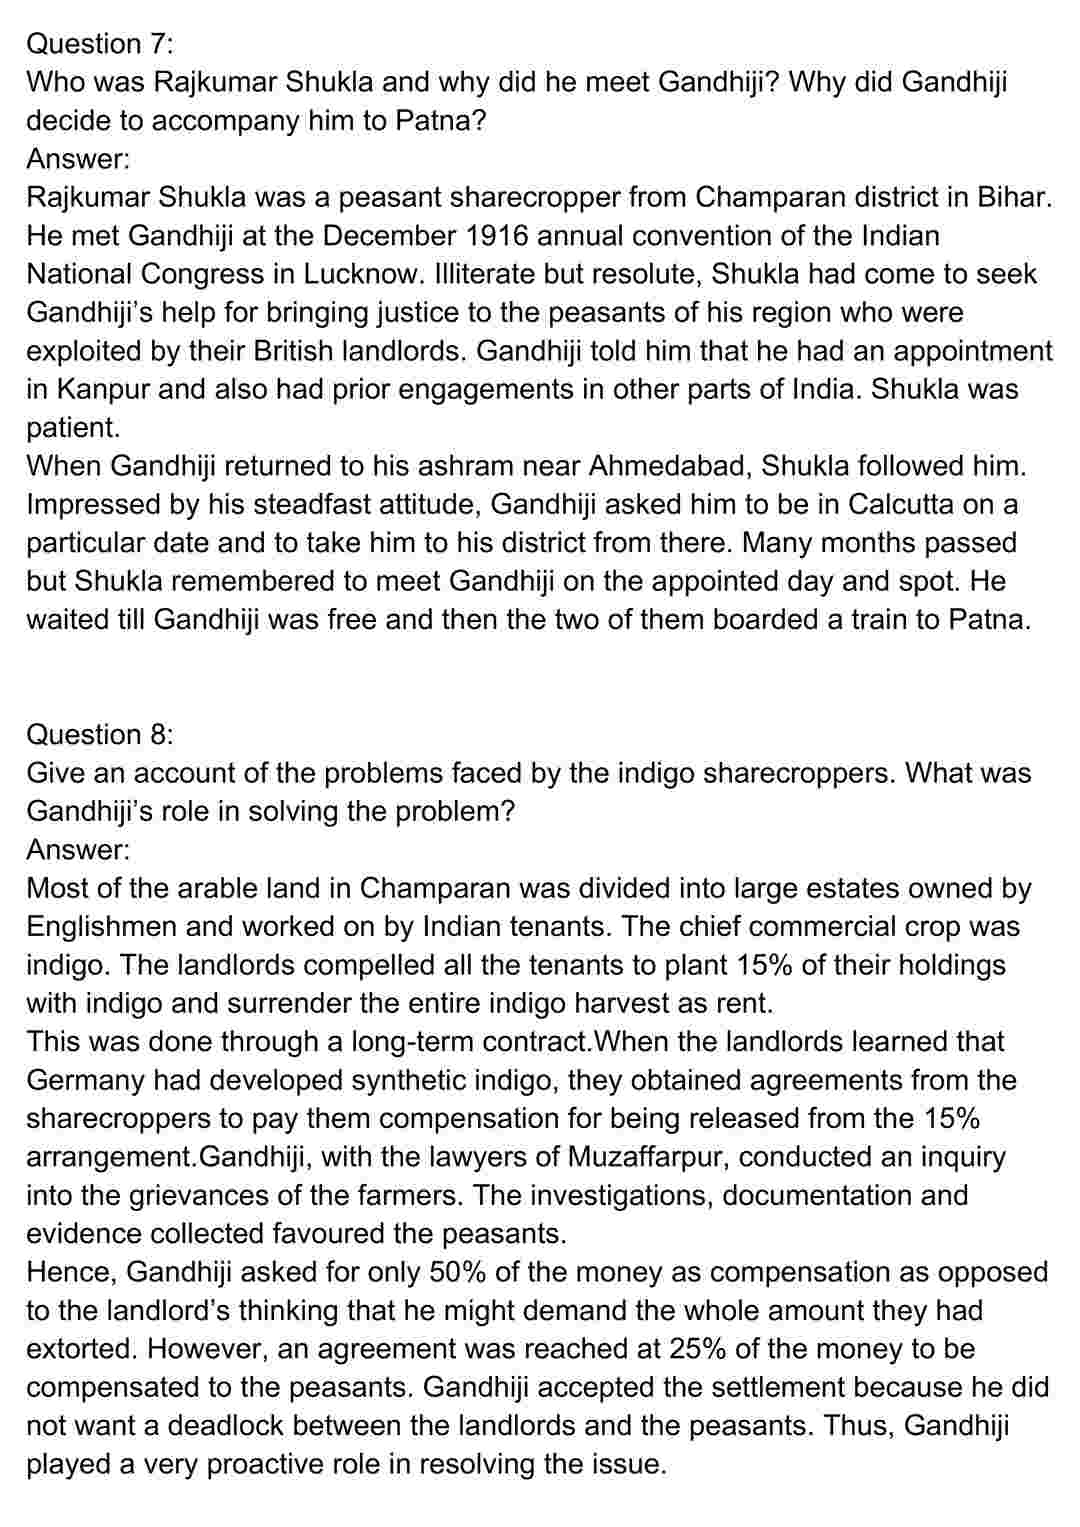 Question 7:
Who was Rajkumar Shukla and why did he meet Gandhiji? Why did Gandhiji
decide to accompany him to Patna?
Answer:
Rajkumar Shukla was a peasant sharecropper from Champaran district in Bihar.
He met Gandhiji at the December 1916 annual convention of the Indian
National Congress in Lucknow. Illiterate but resolute, Shukla had come to seek
Gandhiji’s help for bringing justice to the peasants of his region who were
exploited by their British landlords. Gandhiji told him that he had an appointment
in Kanpur and also had prior engagements in other parts of India. Shukla was
patient.
When Gandhiji returned to his ashram near Ahmedabad, Shukla followed him.
Impressed by his steadfast attitude, Gandhiji asked him to be in Calcutta on a
particular date and to take him to his district from there. Many months passed
but Shukla remembered to meet Gandhiji on the appointed day and spot. He
waited till Gandhiji was free and then the two of them boarded a train to Patna.
Question 8:
Give an account of the problems faced by the indigo sharecroppers. What was
Gandhiji’s role in solving the problem?
Answer:
Most of the arable land in Champaran was divided into large estates owned by
Englishmen and worked on by Indian tenants. The chief commercial crop was
indigo. The landlords compelled all the tenants to plant 15% of their holdings
with indigo and surrender the entire indigo harvest as rent.
This was done through a long-term contract.When the landlords learned that
Germany had developed synthetic indigo, they obtained agreements from the
sharecroppers to pay them compensation for being released from the 15%
arrangement.Gandhiji, with the lawyers of Muzaffarpur, conducted an inquiry
into the grievances of the farmers. The investigations, documentation and
evidence collected favoured the peasants.
Hence, Gandhiji asked for only 50% of the money as compensation as opposed
to the landlord’s thinking that he might demand the whole amount they had
extorted. However, an agreement was reached at 25% of the money to be
compensated to the peasants. Gandhiji accepted the settlement because he did
not want a deadlock between the landlords and the peasants. Thus, Gandhiji
played a very proactive role in resolving the issue.